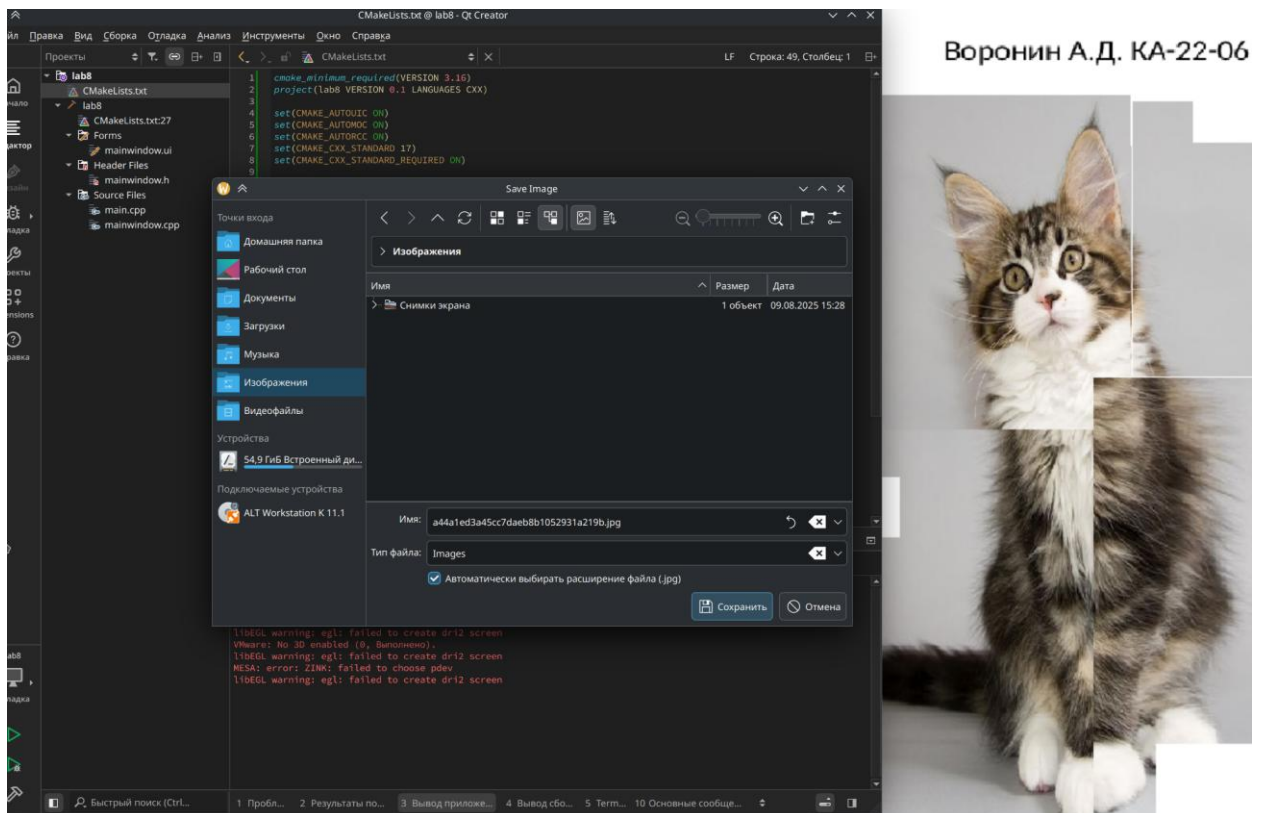 CMakeLists.txt @ lab8 - Qt Creator
йл Правка Вид Сборка Отладка Анализ Инструменты Окно Справка
Проекты
CMakeLists.txt
LF Строка: 49, Столбец: 1
Воронин А.Д. КА-22-06
lab8
CMakeLists.txt
lab8
CMakeLists.txt:27
Forms
mainwindow.ui
Header Files
mainwindow.h
Source Files
main.cpp
mainwindow.cpp
1 cmake_minimum_required(VERSION 3.16)
2 project(lab8 VERSION 0.1 LANGUAGES CXX)
3
4 set(CMAKE_AUTOUIC ON)
5 set(CMAKE_AUTOMOC ON)
6 set(CMAKE_AUTORCC ON)
7 set(CMAKE_CXX_STANDARD 17)
8 set(CMAKE_CXX_STANDARD_REQUIRED ON)
9
Save Image
Точки входа
Домашняя папка
Рабочий стол
Документы
Загрузки
Музыка
Изображения
Видеофайлы
Устройства
54,9 ГиБ Встроенный ди...
Подключаемые устройства
ALT Workstation K 11.1
Изображения
Имя Размер Дата
Снимки экрана 1 объект 09.08.2025 15:28
Имя: a44a1ed3a45cc7daeb8b1052931a219b.jpg
Тип файла: Images
Автоматически выбирать расширение файла (.jpg)
Сохранить Отмена
libEGL warning: egl: failed to create dri2 screen
VMware: No 3D enabled (0, Выполнено).
libEGL warning: egl: failed to create dri2 screen
MESA: error: ZINK: failed to choose pdev
libEGL warning: egl: failed to create dri2 screen
Быстрый поиск (Ctrl...
1 Пробл... 2 Результаты по... 3 Вывод приложе... 4 Вывод сбо... 5 Term... 10 Основные сообще...